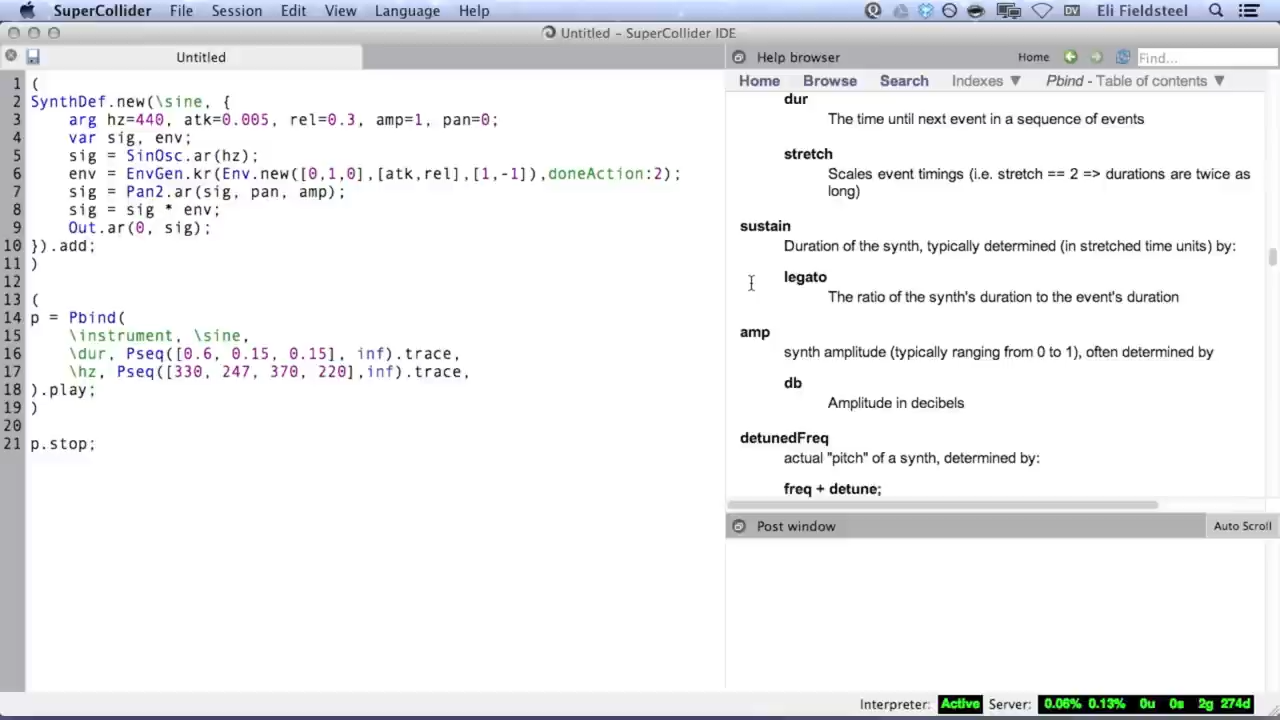 SuperCollider File Session Edit View Language Help Eli Fieldsteel
Untitled – SuperCollider IDE
Untitled
1 (
2 SynthDef.new(\sine, {
3 arg hz=440, atk=0.005, rel=0.3, amp=1, pan=0;
4 var sig, env;
5 sig = SinOsc.ar(hz);
6 env = EnvGen.kr(Env.new([0,1,0],[atk,rel],[1,-1]),doneAction:2);
7 sig = Pan2.ar(sig, pan, amp);
8 sig = sig * env;
9 Out.ar(0, sig);
10 }).add;
11 )
12
13 (
14 p = Pbind(
15 \instrument, \sine,
16 \dur, Pseq([0.6, 0.15, 0.15], inf).trace,
17 \hz, Pseq([330, 247, 370, 220],inf).trace,
18 ).play;
19 )
20
21 p.stop;
Help browser Home Find...
Home Browse Search Indexes ▼ Pbind - Table of contents ▼
dur
The time until next event in a sequence of events
stretch
Scales event timings (i.e. stretch == 2 => durations are twice as
long)
sustain
Duration of the synth, typically determined (in stretched time units) by:
legato
The ratio of the synth's duration to the event's duration
amp
synth amplitude (typically ranging from 0 to 1), often determined by
db
Amplitude in decibels
detunedFreq
actual "pitch" of a synth, determined by:
freq + detune;
Post window Auto Scroll
Interpreter: Active Server: 0.06% 0.13% 0u 0s 2g 274d